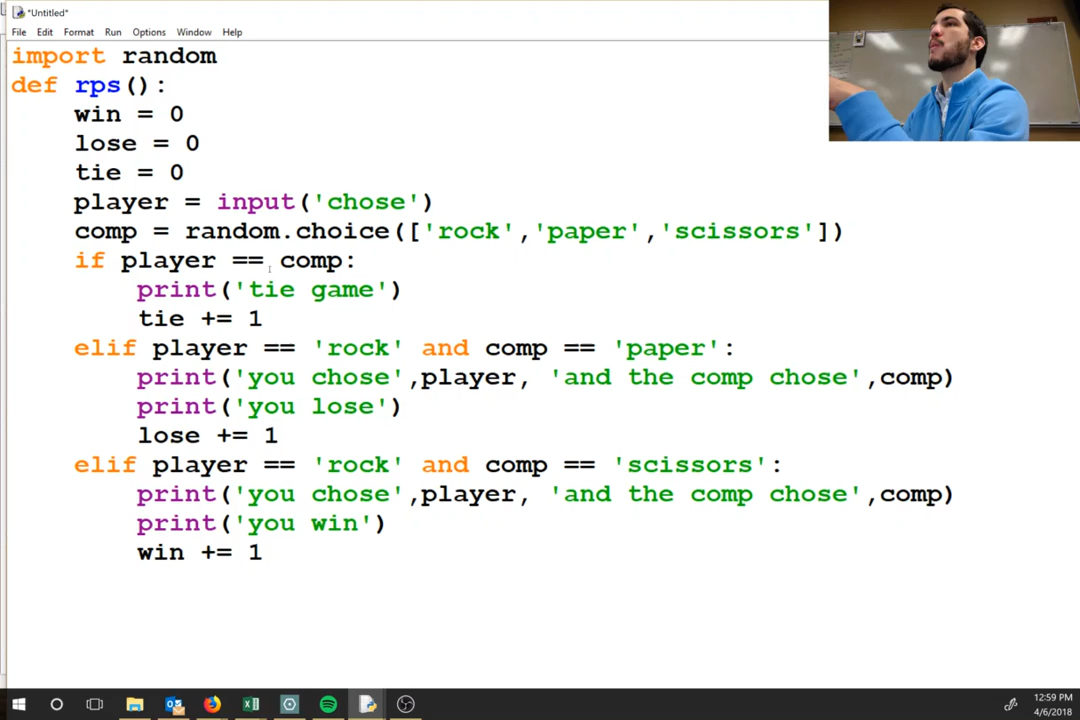 *Untitled*
File Edit Format Run Options Window Help
import random
def rps():
    win = 0
    lose = 0
    tie = 0
    player = input('chose')
    comp = random.choice(['rock','paper','scissors'])
    if player == comp:
        print('tie game')
        tie += 1
    elif player == 'rock' and comp == 'paper':
        print('you chose',player, 'and the comp chose',comp)
        print('you lose')
        lose += 1
    elif player == 'rock' and comp == 'scissors':
        print('you chose',player, 'and the comp chose',comp)
        print('you win')
        win += 1
12:59 PM
4/6/2018